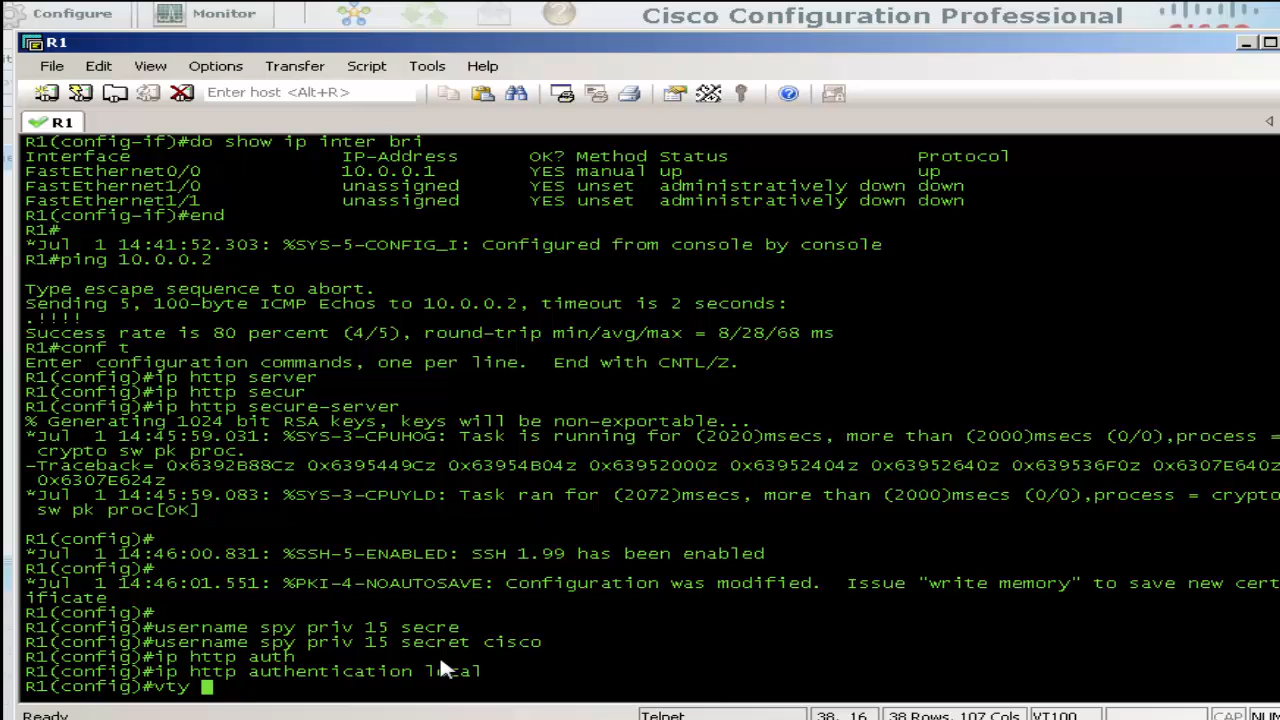 Configure Monitor Cisco Configuration Professional
R1
File Edit View Options Transfer Script Tools Help
Enter host <Alt+R>
R1
R1(config-if)#do show ip inter bri
Interface IP-Address OK? Method Status Protocol
FastEthernet0/0 10.0.0.1 YES manual up up
FastEthernet1/0 unassigned YES unset administratively down down
FastEthernet1/1 unassigned YES unset administratively down down
R1(config-if)#end
R1#
*Jul 1 14:41:52.303: %SYS-5-CONFIG_I: Configured from console by console
R1#ping 10.0.0.2
Type escape sequence to abort.
Sending 5, 100-byte ICMP Echos to 10.0.0.2, timeout is 2 seconds:
.!!!!
Success rate is 80 percent (4/5), round-trip min/avg/max = 8/28/68 ms
R1#conf t
Enter configuration commands, one per line. End with CNTL/Z.
R1(config)#ip http server
R1(config)#ip http secur
R1(config)#ip http secure-server
% Generating 1024 bit RSA keys, keys will be non-exportable...
*Jul 1 14:45:59.031: %SYS-3-CPUHOG: Task is running for (2020)msecs, more than (2000)msecs (0/0),process =
crypto sw pk proc.
-Traceback= 0x6392B88Cz 0x6395449Cz 0x63954B04z 0x63952000z 0x63952404z 0x63952640z 0x639536F0z 0x6307E640z
0x6307E624z
*Jul 1 14:45:59.083: %SYS-3-CPUYLD: Task ran for (2072)msecs, more than (2000)msecs (0/0),process = crypto
sw pk proc[OK]
R1(config)#
*Jul 1 14:46:00.831: %SSH-5-ENABLED: SSH 1.99 has been enabled
R1(config)#
*Jul 1 14:46:01.551: %PKI-4-NOAUTOSAVE: Configuration was modified. Issue "write memory" to save new cert
ificate
R1(config)#
R1(config)#username spy priv 15 secre
R1(config)#username spy priv 15 secret cisco
R1(config)#ip http auth
R1(config)#ip http authentication local
R1(config)#vty
Ready Telnet 38, 16 38 Rows, 107 Cols VT100 CAP NUM